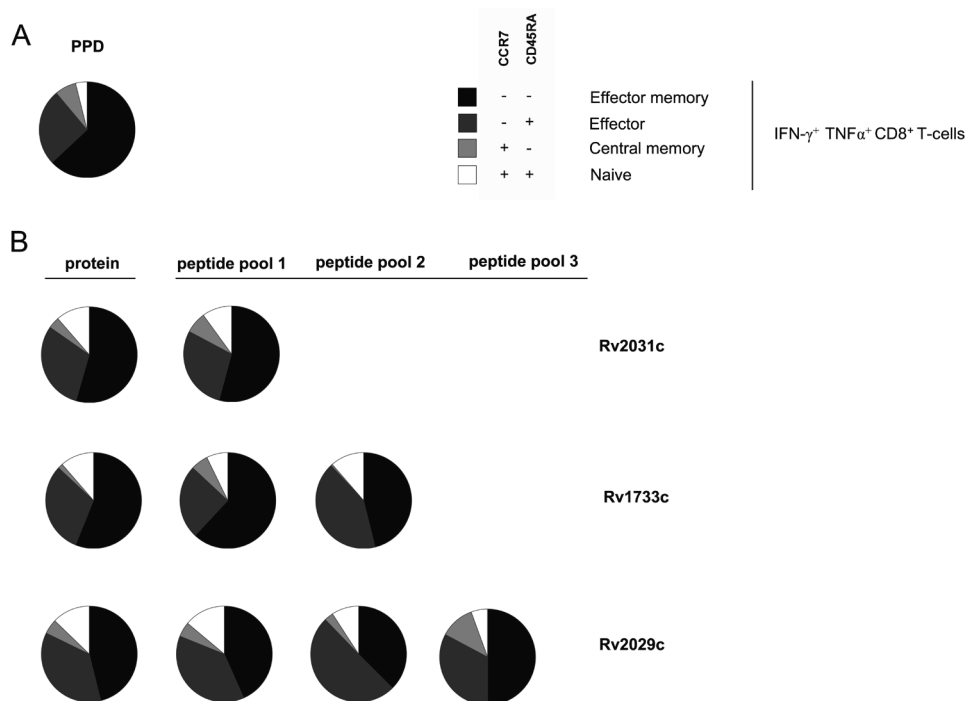 A
PPD
CCR7
CD45RA
- - Effector memory
- + Effector
+ - Central memory
+ + Naive
IFN-γ⁺ TNFα⁺ CD8⁺ T-cells
B
protein peptide pool 1 peptide pool 2 peptide pool 3
Rv2031c
Rv1733c
Rv2029c